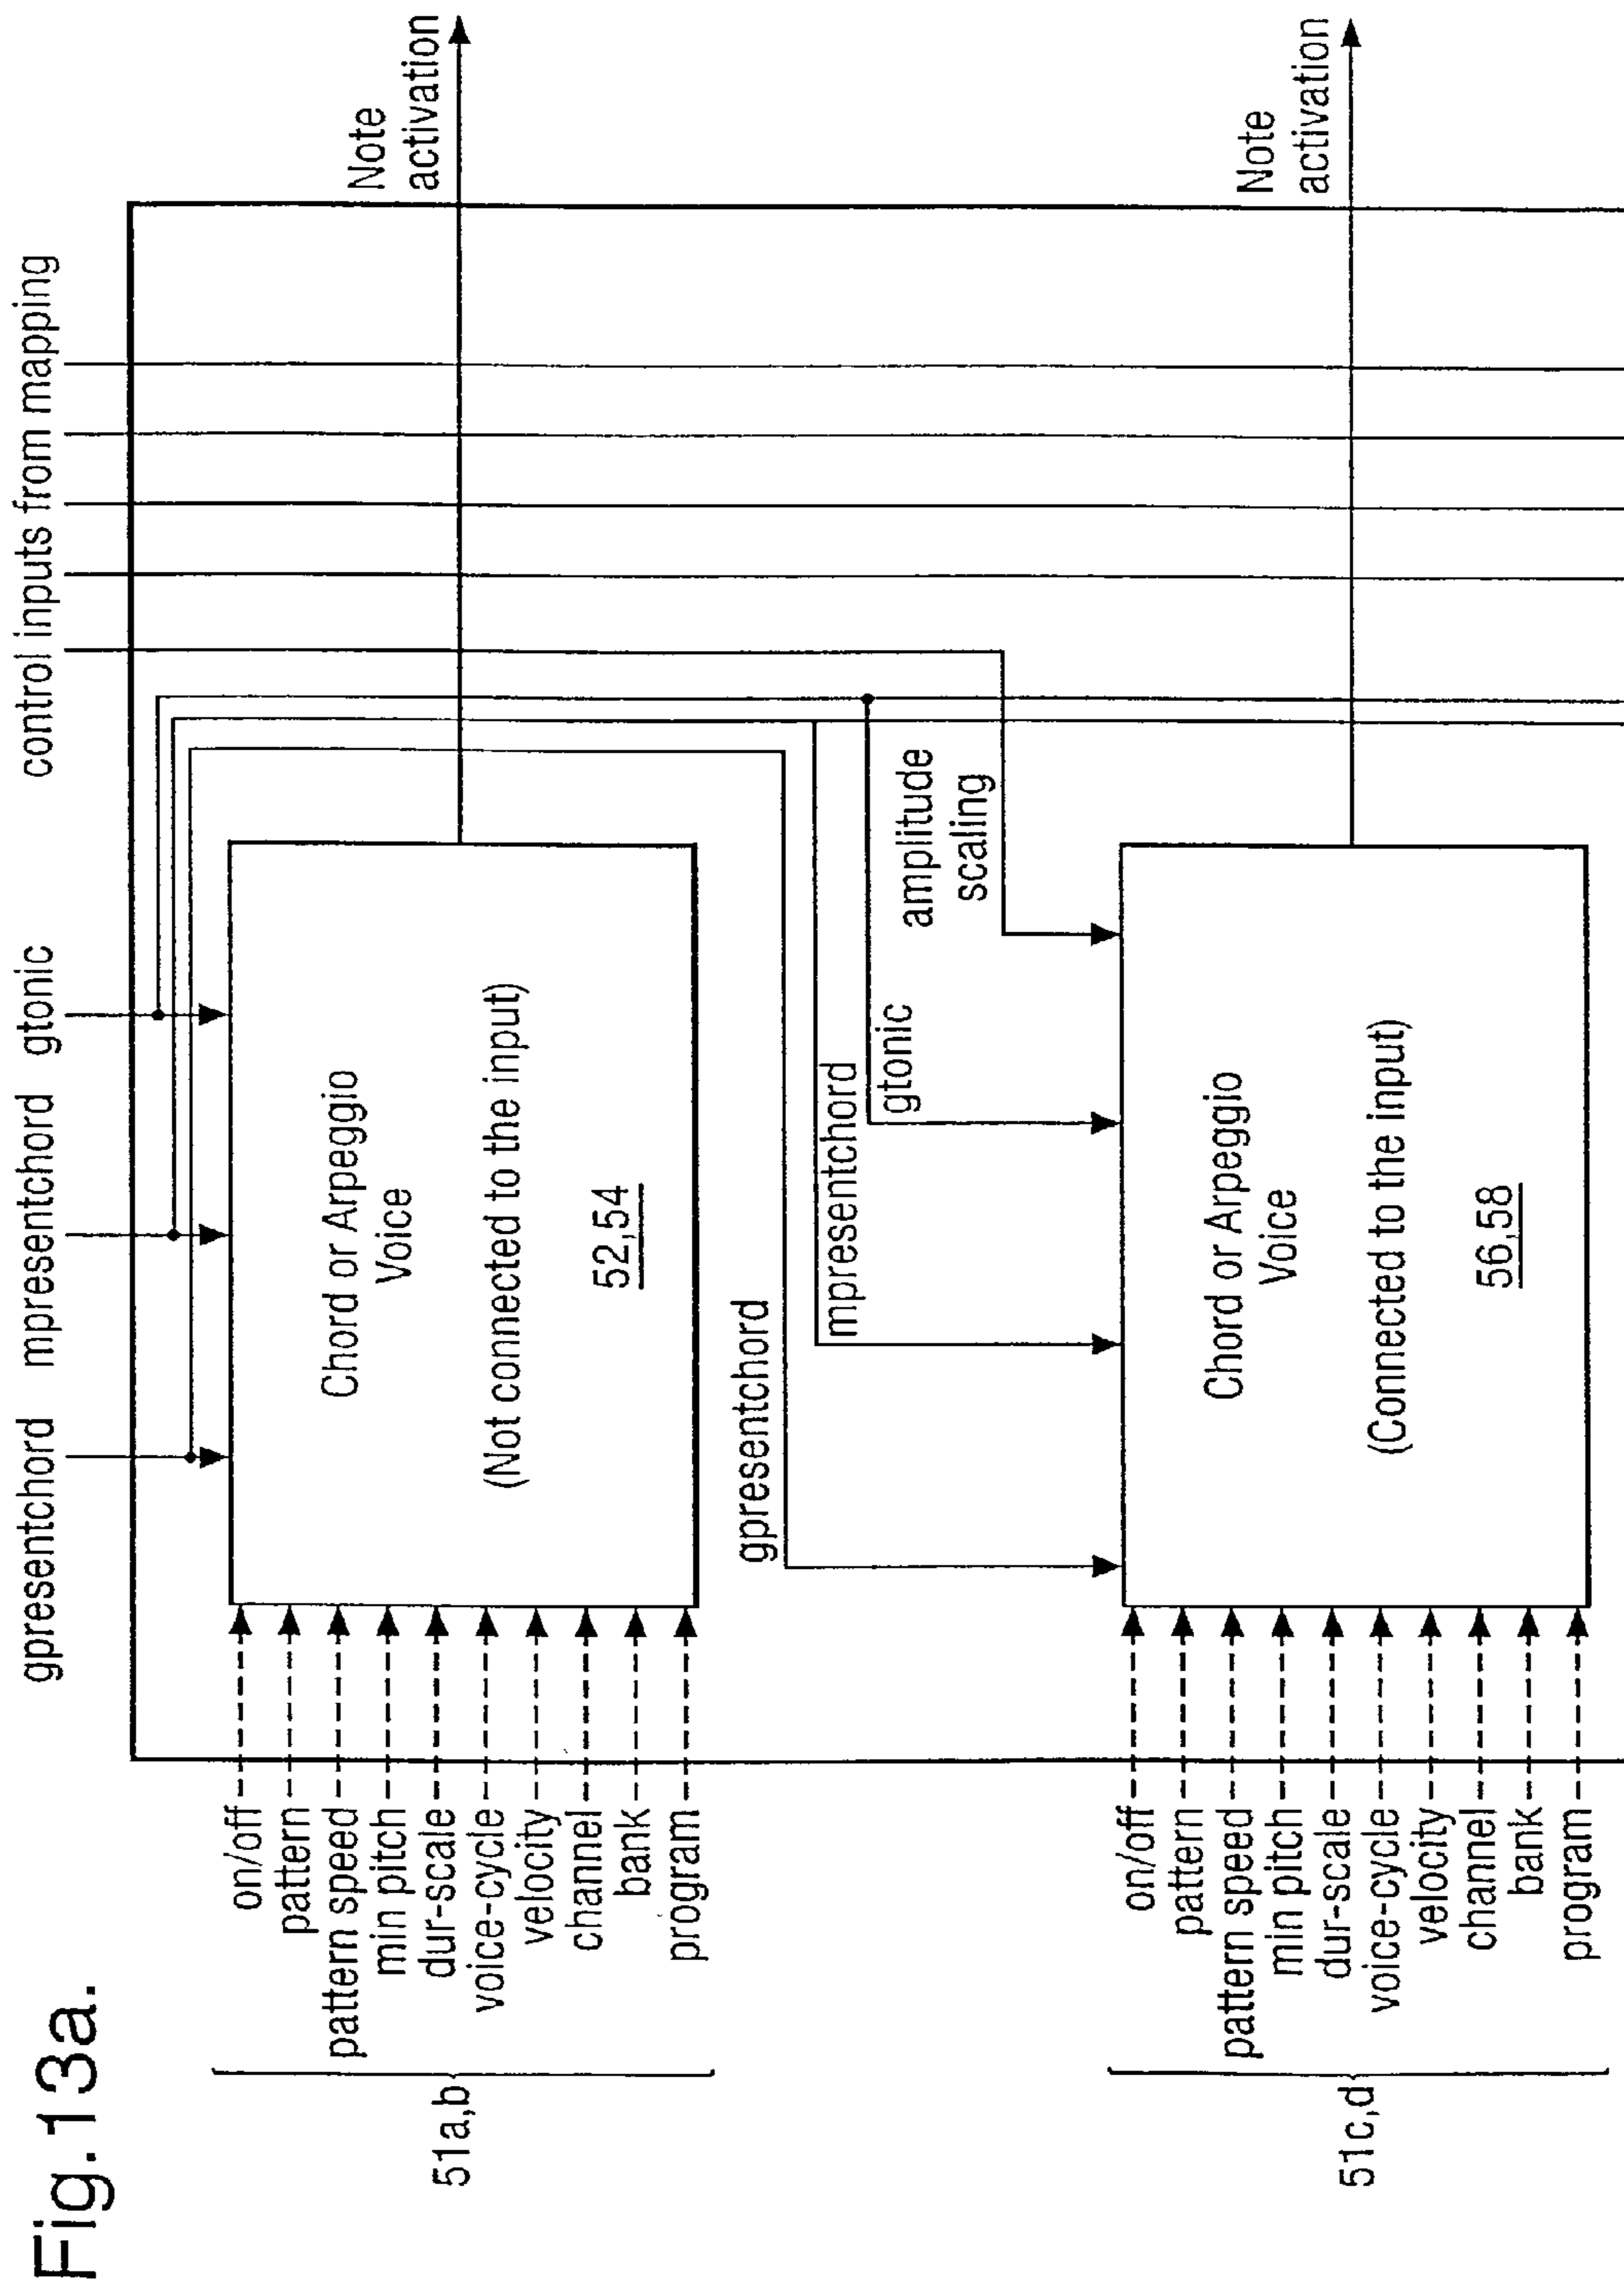 Fig.13a.
gpresentchord
mpresentchord
gtonic
control inputs from mapping
51a,b
on/off
pattern
pattern speed
min pitch
dur-scale
voice-cycle
velocity
channel
bank
program
Chord or Arpeggio
Voice
(Not connected to the input)
52,54
Note
activation
gpresentchord
mpresentchord
gtonic
amplitude
scaling
51c,d
on/off
pattern
pattern speed
min pitch
dur-scale
voice-cycle
velocity
channel
bank
program
Chord or Arpeggio
Voice
(Connected to the input)
56,58
Note
activation